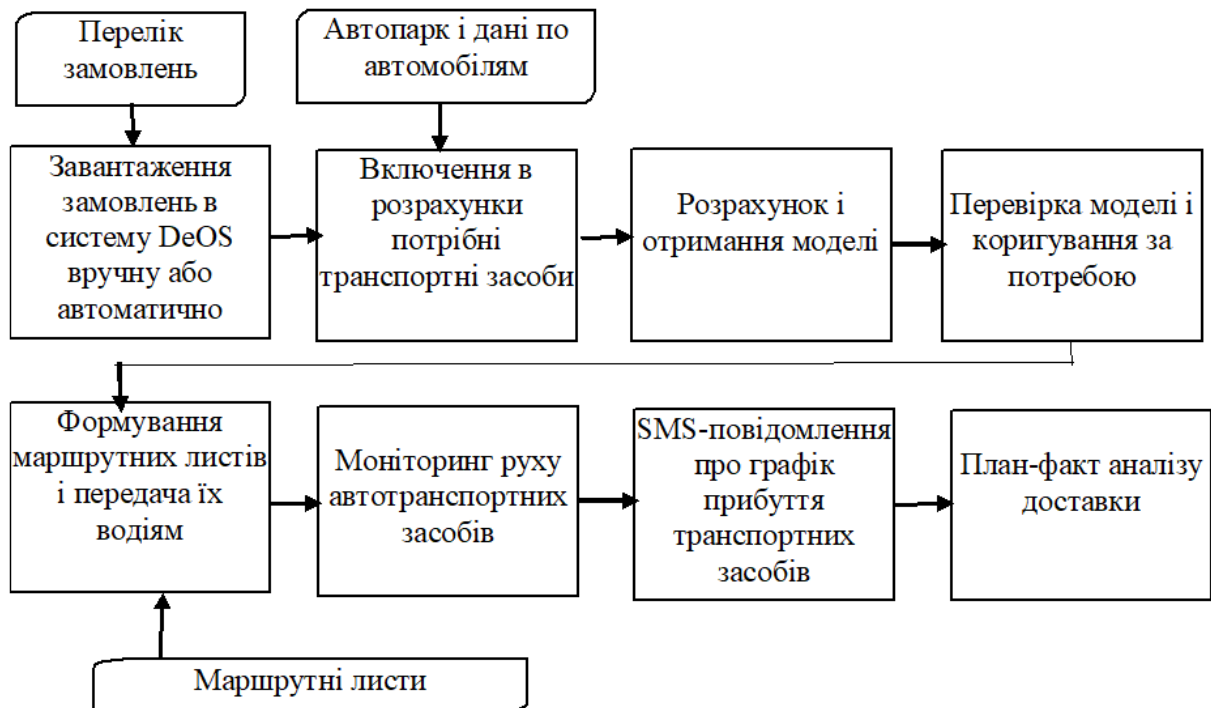 Перелік
замовлень
Автопарк і дані по
автомобілям
Завантаження
замовлень в
систему DeOS
вручну або
автоматично
Включення в
розрахунки
потрібні
транспортні засоби
Розрахунок і
отримання моделі
Перевірка моделі і
коригування за
потребою
Формування
маршрутних листів
і передача їх
водіям
Моніторинг руху
автотранспортних
засобів
SMS-повідомлення
про графік
прибуття
транспортних
засобів
План-факт аналізу
доставки
Маршрутні листи